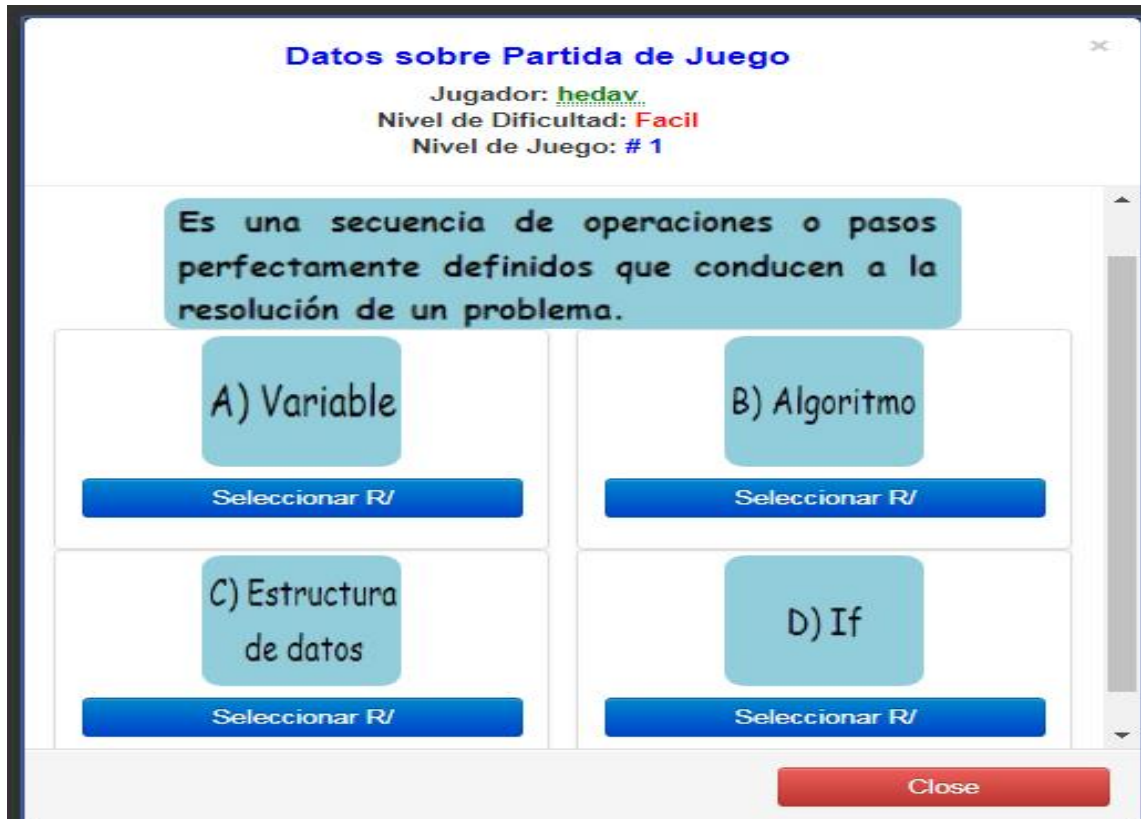 Datos sobre Partida de Juego
×
Jugador: hedav
Nivel de Dificultad: Facil
Nivel de Juego: # 1
Es una secuencia de operaciones o pasos
perfectamente definidos que conducen a la
resolución de un problema.
A) Variable
Seleccionar R/
B) Algoritmo
Seleccionar R/
C) Estructura
de datos
Seleccionar R/
D) If
Seleccionar R/
Close